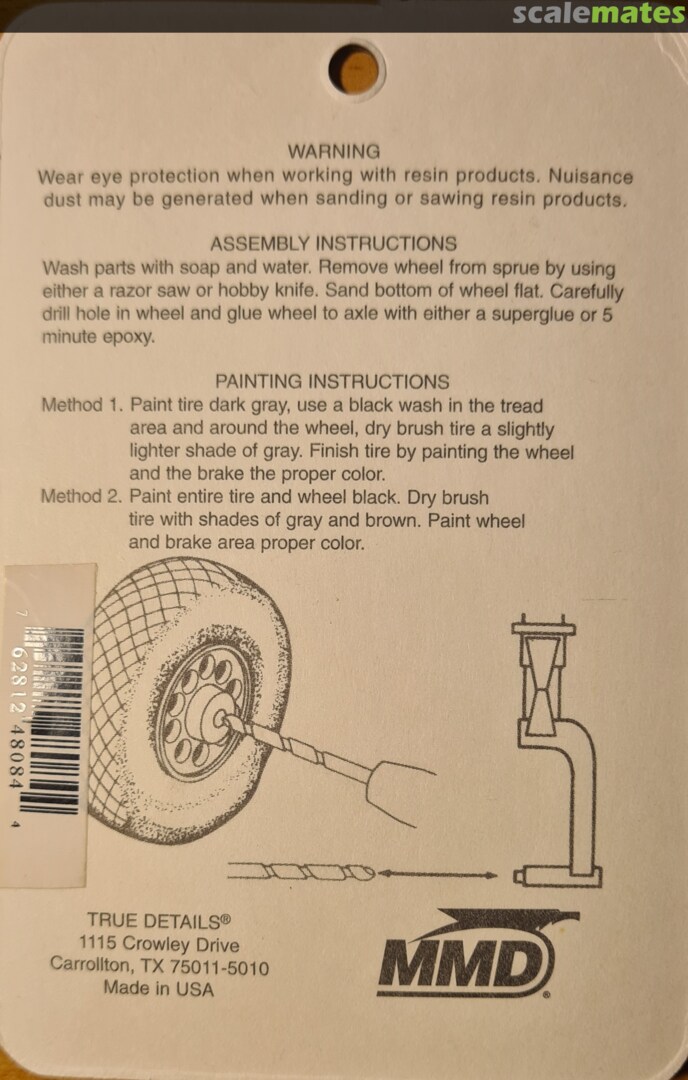 scalemates
WARNING
Wear eye protection when working with resin products. Nuisance
dust may be generated when sanding or sawing resin products.
ASSEMBLY INSTRUCTIONS
Wash parts with soap and water. Remove wheel from sprue by using
either a razor saw or hobby knife. Sand bottom of wheel flat. Carefully
drill hole in wheel and glue wheel to axle with either a superglue or 5
minute epoxy.
PAINTING INSTRUCTIONS
Method 1. Paint tire dark gray, use a black wash in the tread
area and around the wheel, dry brush tire a slightly
lighter shade of gray. Finish tire by painting the wheel
and the brake the proper color.
Method 2. Paint entire tire and wheel black. Dry brush
tire with shades of gray and brown. Paint wheel
and brake area proper color.
7 62812 48084 4
TRUE DETAILS®
1115 Crowley Drive
Carrollton, TX 75011-5010
Made in USA
MMD®